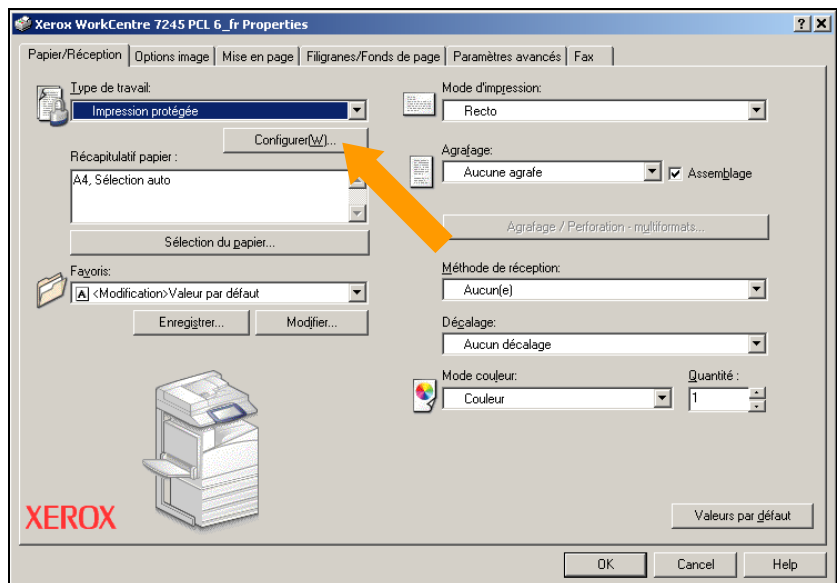 Xerox WorkCentre 7245 PCL 6_fr Properties
Papier/Réception
Options image
Mise en page
Filigranes/Fonds de page
Paramètres avancés
Fax
Type de travail:
Impression protégée
Configurer(W)...
Récapitulatif papier :
A4, Sélection auto
Sélection du papier...
Favoris:
A <Modification>Valeur par défaut
Enregistrer...
Modifier...
XEROX
Mode d'impression:
Recto
Agrafage:
Aucune agrafe
Assemblage
Agrafage / Perforation - multiformats...
Méthode de réception:
Aucun(e)
Décalage:
Aucun décalage
Mode couleur:
Couleur
Quantité :
1
Valeurs par défaut
OK
Cancel
Help